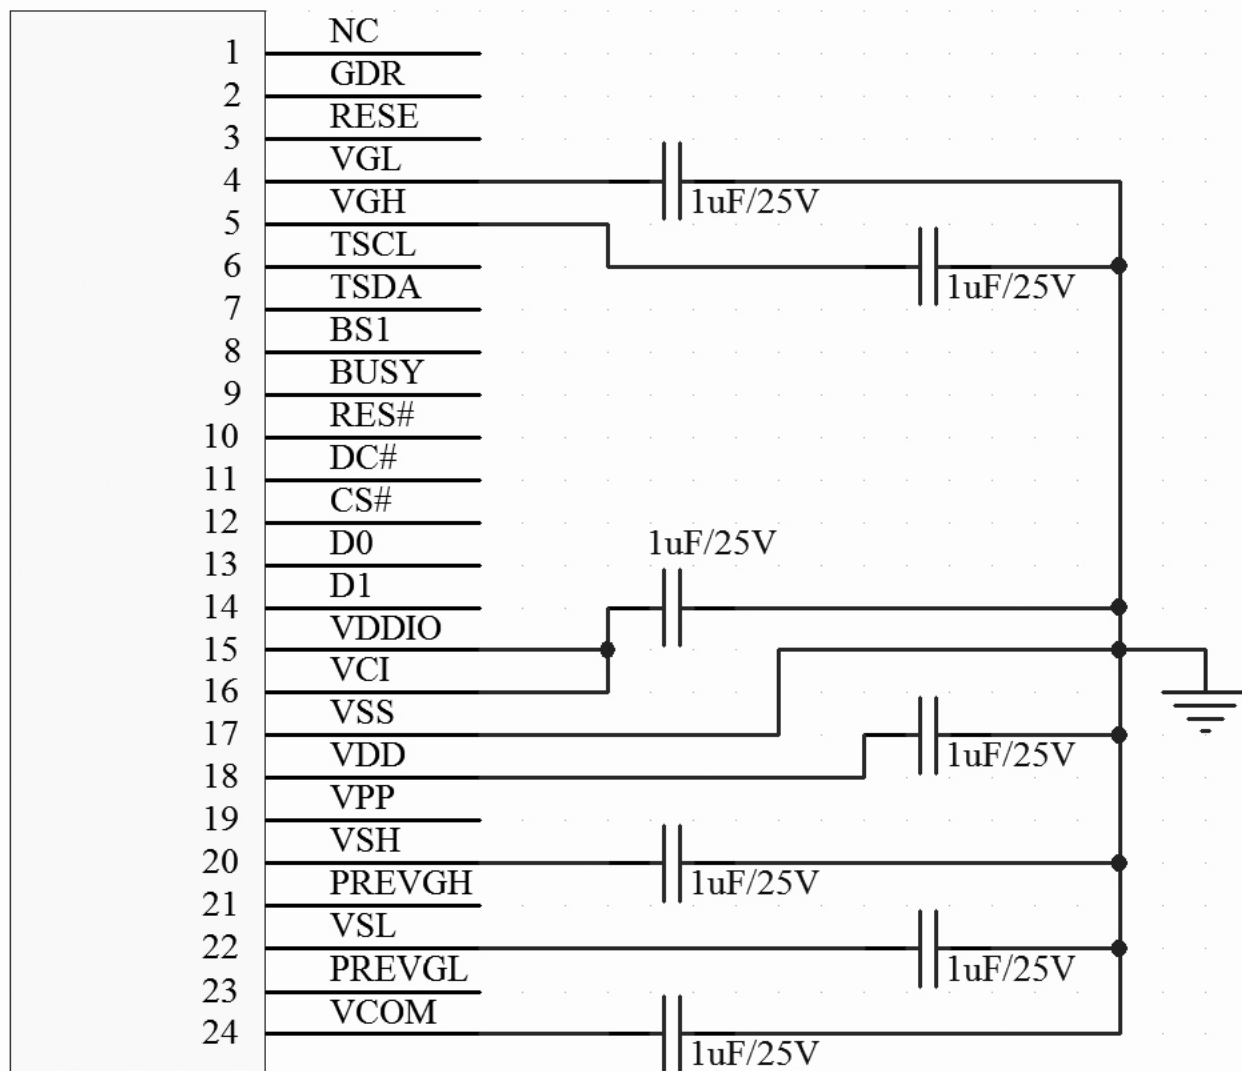 NC
1
GDR
2
RESE
3
VGL
4
1uF/25V
VGH
5
TSCL
6
1uF/25V
TSDA
7
BS1
8
BUSY
9
RES#
10
DC#
11
CS#
12
D0
1uF/25V
13
D1
14
VDDIO
15
VCI
16
VSS
17
VDD
1uF/25V
18
VPP
19
VSH
20
PREVGH
1uF/25V
21
VSL
22
PREVGL
1uF/25V
23
VCOM
24
1uF/25V